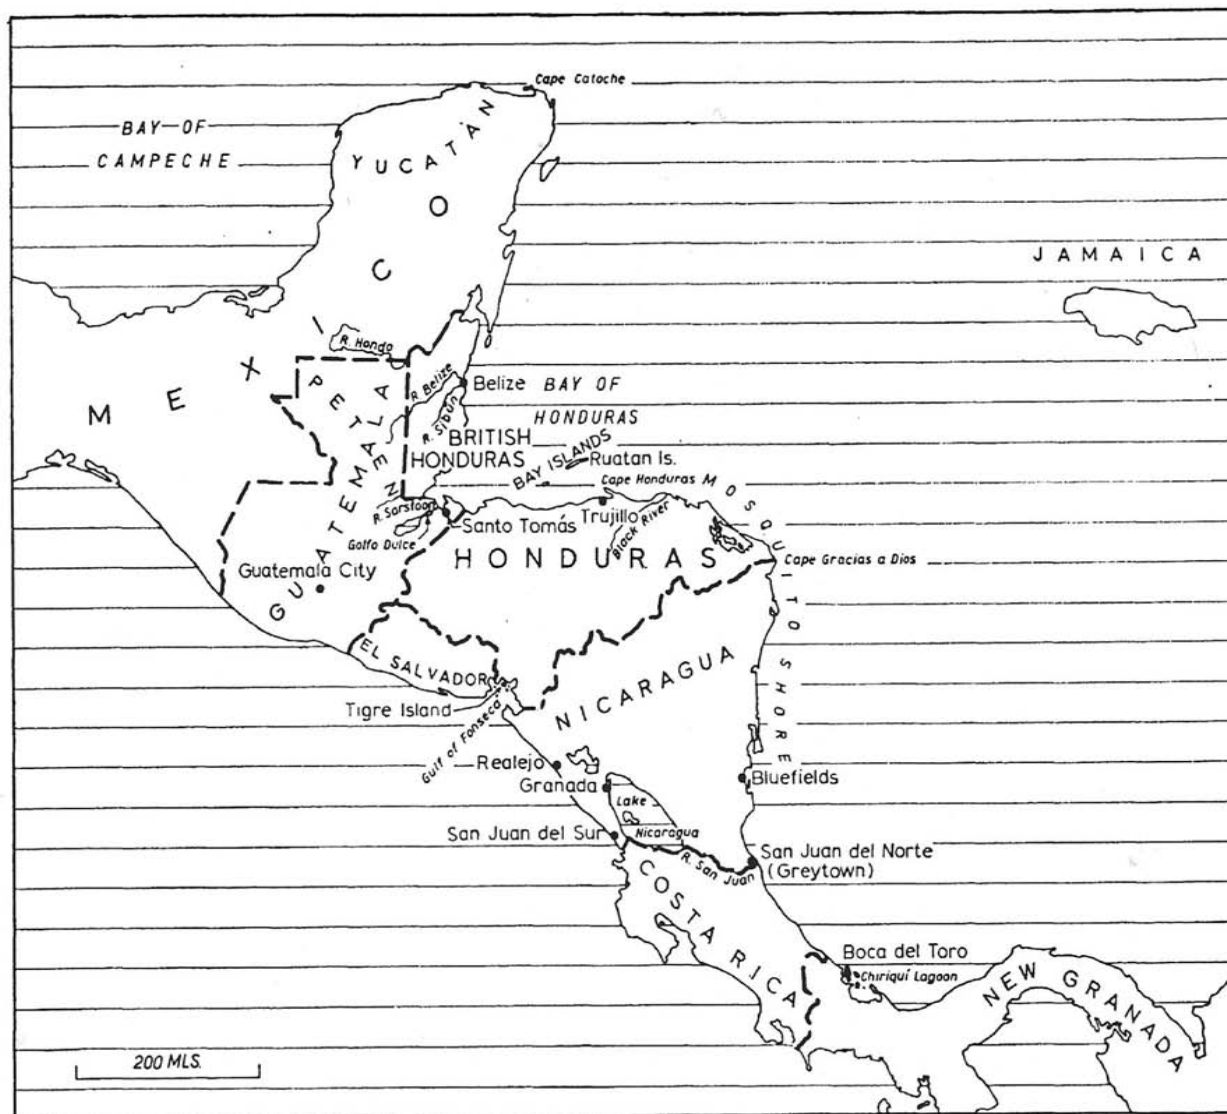 Cape Catoche
BAY OF
CAMPECHE
YUCATÁN
MEXICO
JAMAICA
R. Hondo
PETEN
R. Belize
Belize
BAY OF
HONDURAS
R. Sibun
BRITISH
HONDURAS
BAY ISLANDS
Ruatan Is.
Cape Honduras
MOSQUITO SHORE
R. Sarstoon
Santo Tomás
Trujillo
Black River
Golfo Dulce
HONDURAS
Cape Gracias a Dios
GUATEMALA
Guatemala City
EL SALVADOR
NICARAGUA
Tigre Island
Gulf of Fonseca
Realejo
Granada
Bluefields
Lake
Nicaragua
San Juan del Sur
R. San Juan
San Juan del Norte
(Greytown)
COSTA RICA
Boca del Toro
Chiriquí Lagoon
NEW GRANADA
200 MLS.